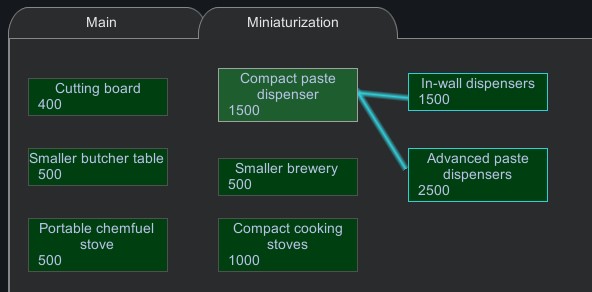 Main
Miniaturization
Cutting board
400
Compact paste
dispenser
1500
In-wall dispensers
1500
Smaller butcher table
500
Smaller brewery
500
Advanced paste
dispensers
2500
Portable chemfuel
stove
500
Compact cooking
stoves
1000